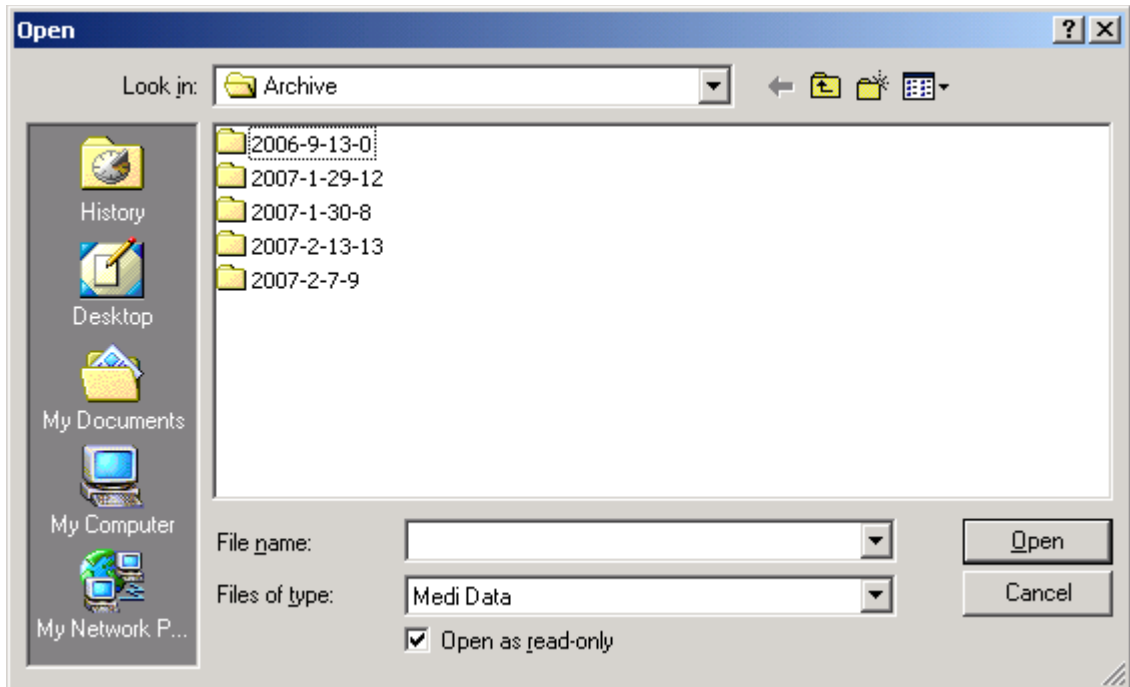 Open
Look in: Archive
2006-9-13-0
2007-1-29-12
2007-1-30-8
2007-2-13-13
2007-2-7-9
History
Desktop
My Documents
My Computer
My Network P...
File name:
Open
Files of type: Medi Data
Cancel
Open as read-only